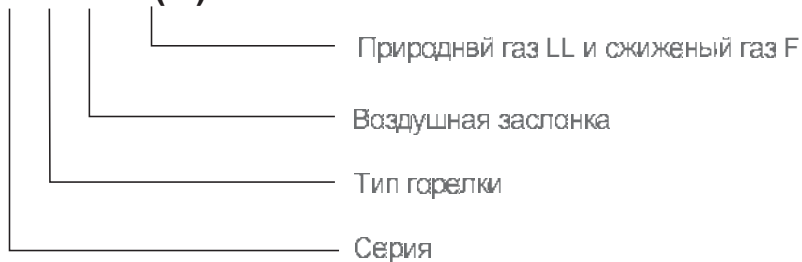 Природнвй газ LL и сжиженый газ F
Воздушная заслонка
Тип горелки
Серия